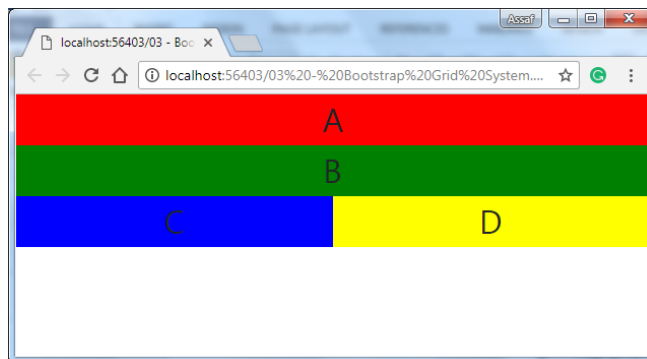 Assaf
localhost:56403/03 - Boo
localhost:56403/03%20-%20Bootstrap%20Grid%20System....
A
B
C D